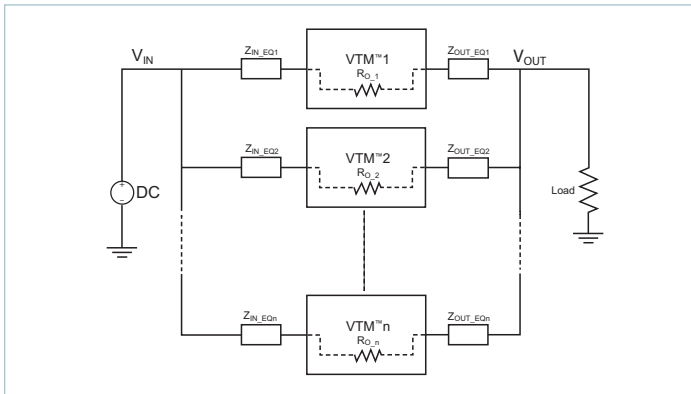 V_IN
Z_IN_EQ1
VTM™1
R_O_1
Z_OUT_EQ1
V_OUT
Z_IN_EQ2
VTM™2
R_O_2
Z_OUT_EQ2
+
−
DC
Load
Z_IN_EQn
VTM™n
R_O_n
Z_OUT_EQn